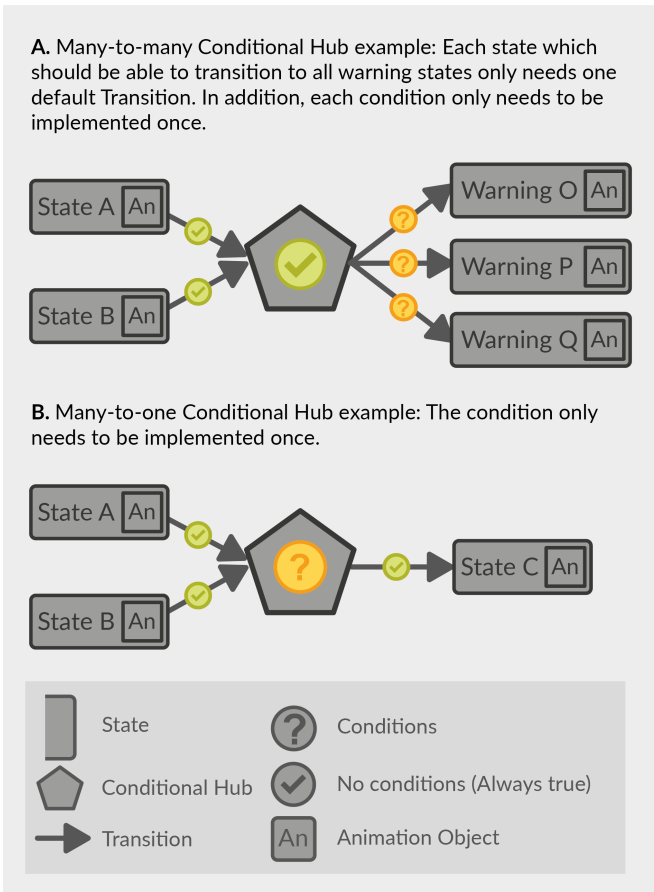 A. Many-to-many Conditional Hub example: Each state which
should be able to transition to all warning states only needs one
default Transition. In addition, each condition only needs to be
implemented once.
State A An
State B An
Warning O An
Warning P An
Warning Q An
B. Many-to-one Conditional Hub example: The condition only
needs to be implemented once.
State A An
State B An
?
State C An
State
Conditional Hub
Transition
? Conditions
No conditions (Always true)
An Animation Object